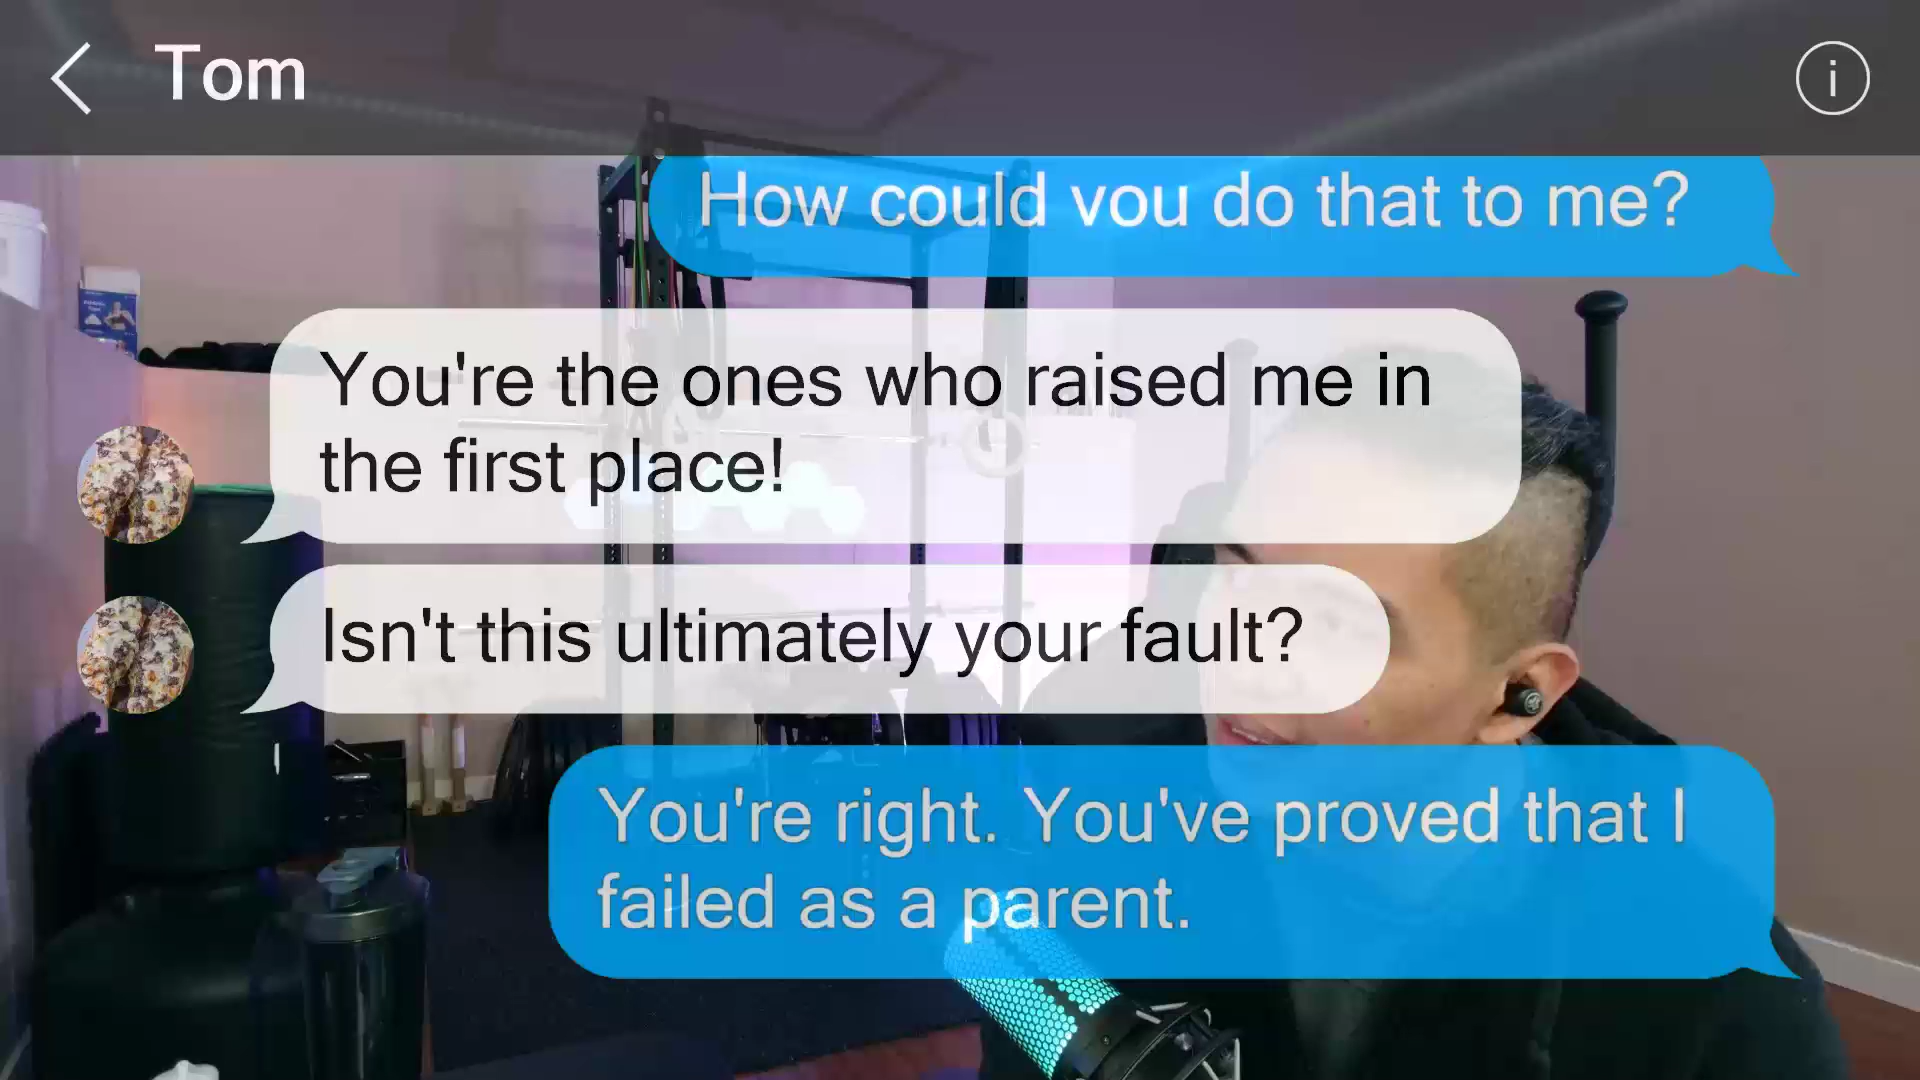 Tom
How could you do that to me?
You're the ones who raised me in
the first place!
Isn't this ultimately your fault?
You're right. You've proved that I
failed as a parent.